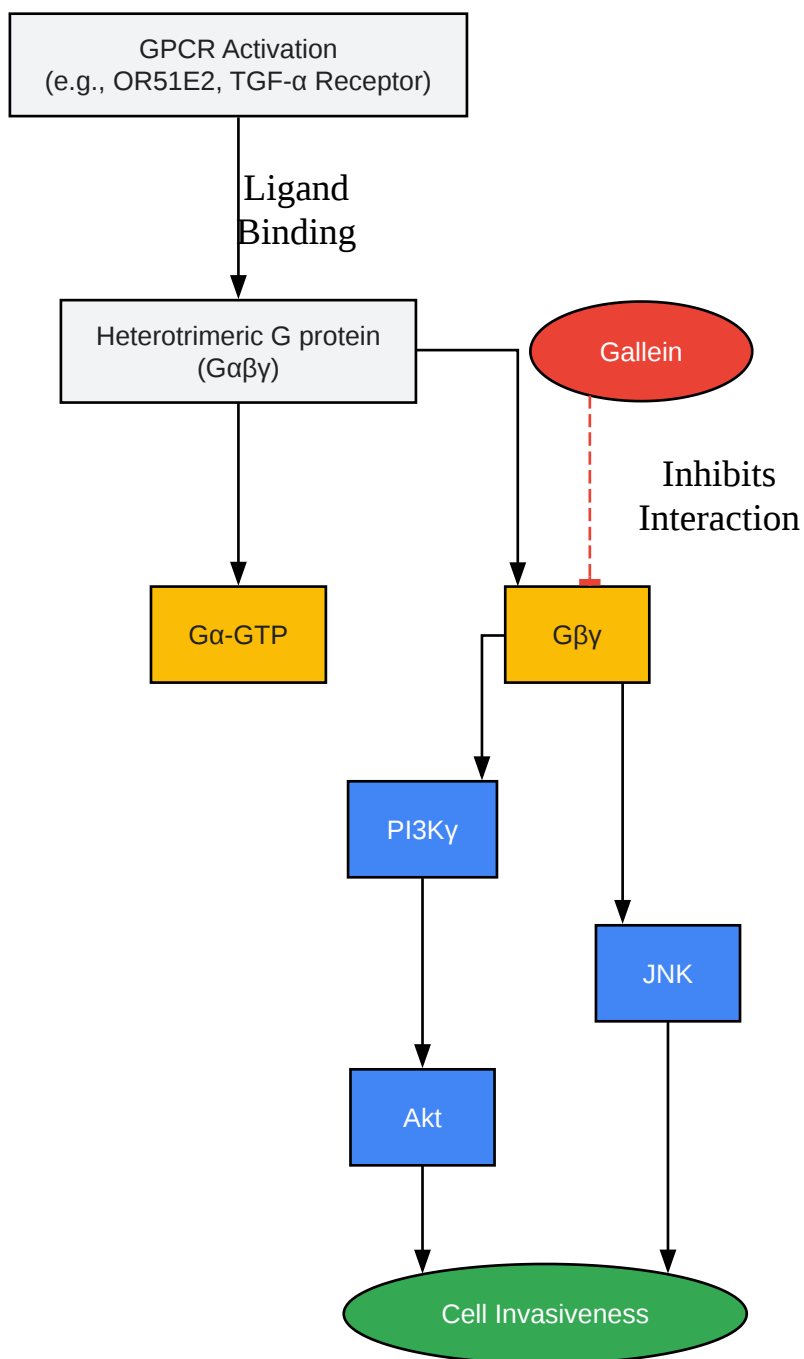 GPCR Activation
(e.g., OR51E2, TGF-α Receptor)
Ligand
Binding
Heterotrimeric G protein
(Gαβγ)
Gallein
Inhibits
Interaction
Gα-GTP
Gβγ
PI3Kγ
JNK
Akt
Cell Invasiveness